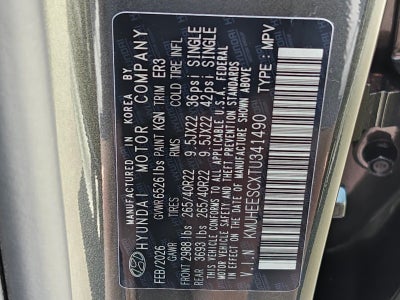 MANUFACTURED IN KOREA BY
HYUNDAI MOTOR COMPANY
FEB/2026 GVWR 6526 lbs PAINT KGN TRIM ER3
GAWR RIMS COLD TIRE INFL.
FRONT 2988 lbs 265/40R22 9.5JX22 36psi SINGLE
REAR 3693 lbs 265/40R22 9.5JX22 42psi SINGLE
THIS VEHICLE CONFORMS TO ALL APPLICABLE U.S.A. FEDERAL
MOTOR VEHICLE SAFETY AND THEFT PREVENTION STANDARDS
IN EFFECT ON THE DATE OF MANUFACTURE SHOWN ABOVE.
V.I.N : KMUHEESCXTU341490 TYPE : MPV